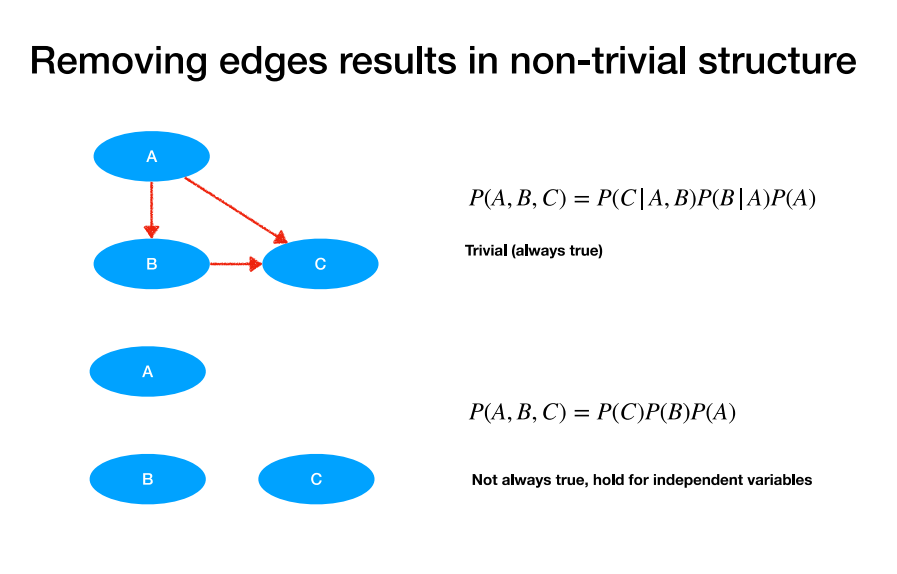 Removing edges results in non-trivial structure
A
P(A, B, C) = P(C|A, B)P(B|A)P(A)
Trivial (always true)
B
C
A
P(A, B, C) = P(C)P(B)P(A)
B
C
Not always true, hold for independent variables